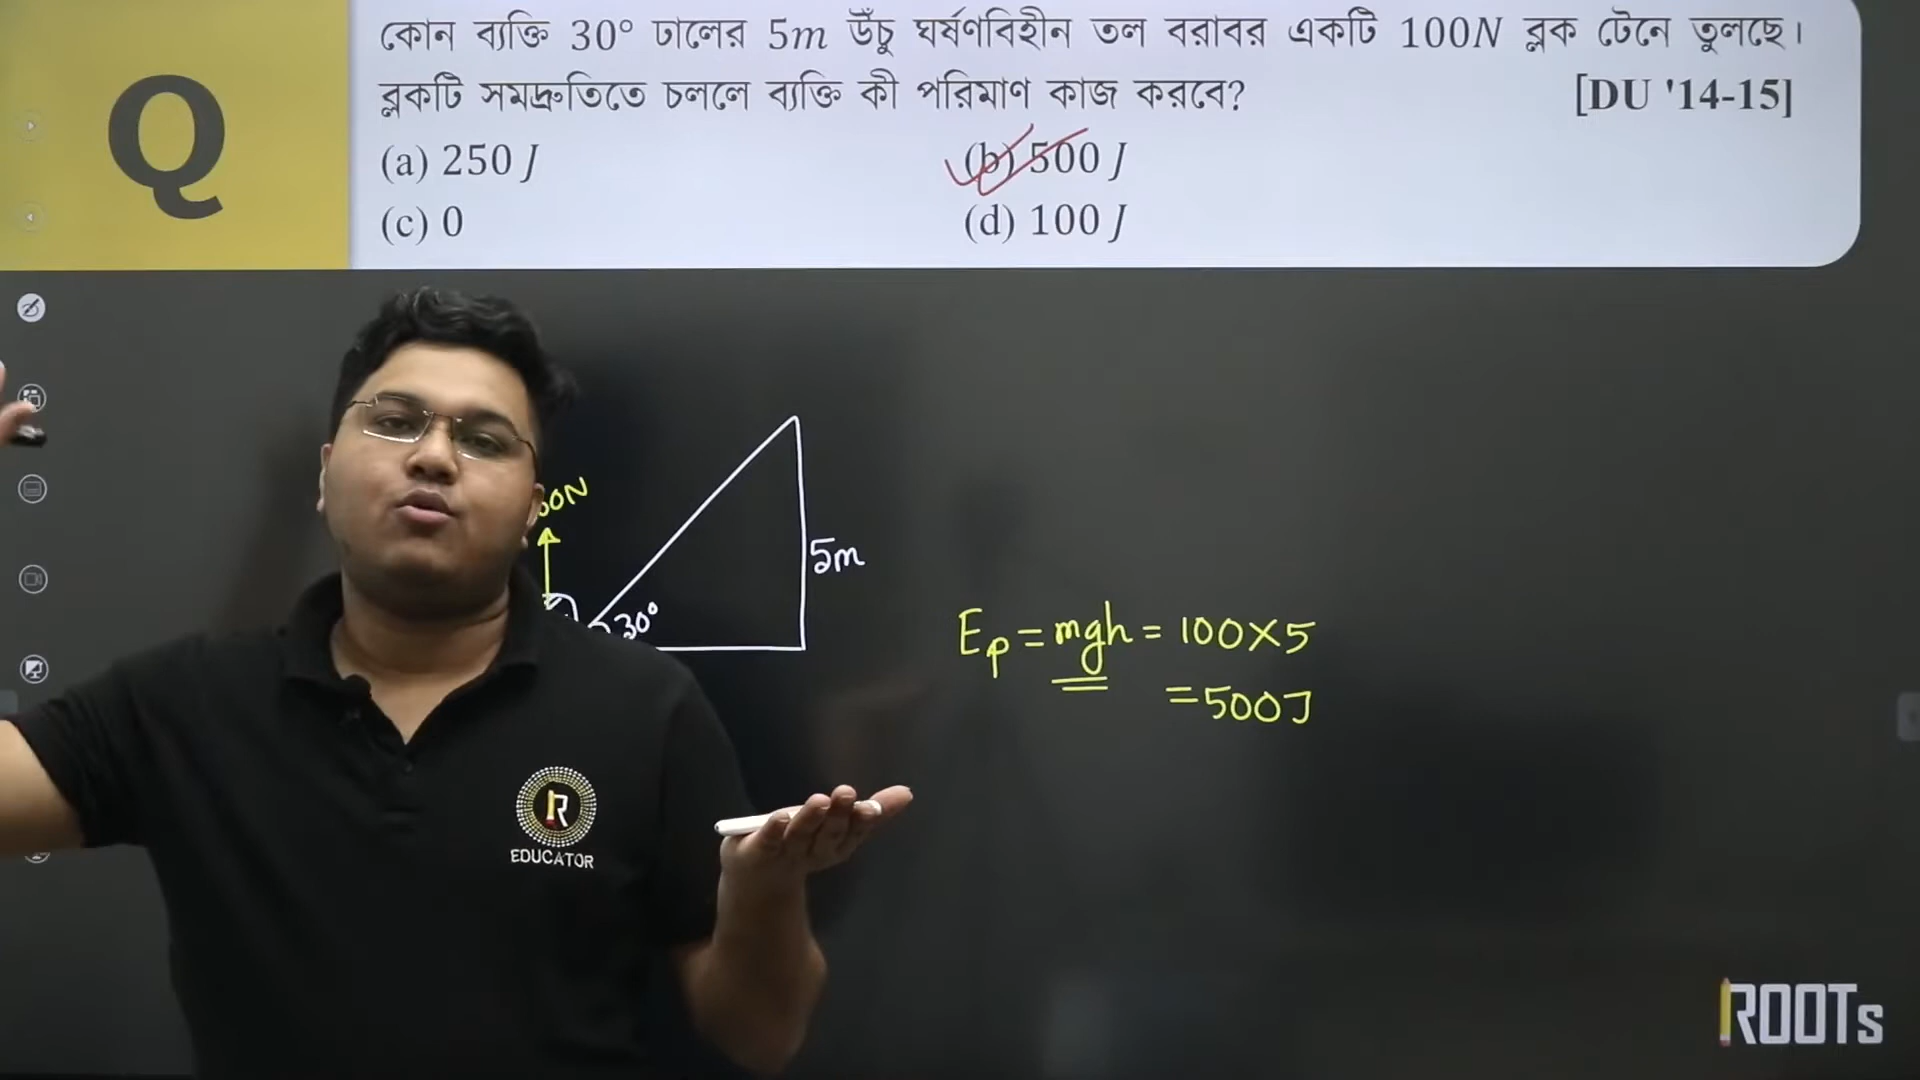 Q
কোন ব্যক্তি 30° ঢালের 5m উঁচু ঘর্ষণবিহীন তল বরাবর একটি 100N ব্লক টেনে তুলছে।
ব্লকটি সমদ্রুতিতে চললে ব্যক্তি কী পরিমাণ কাজ করবে? [DU '14-15]
(a) 250 J (b) 500 J
(c) 0 (d) 100 J
00N
5m
30°
Eₚ = mgh = 100×5
= 500J
R
EDUCATOR
ROOTs